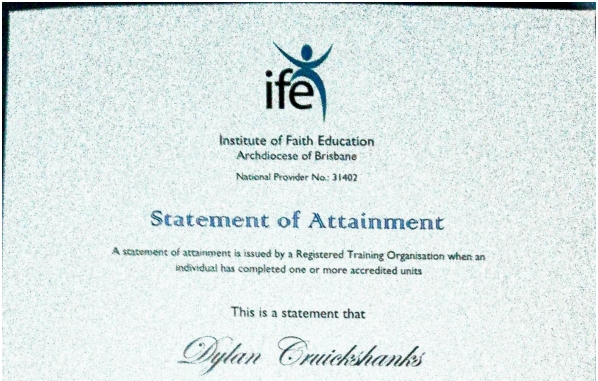 ife
Institute of Faith Education
Archdiocese of Brisbane
National Provider No.: 31402
Statement of Attainment
A statement of attainment is issued by a Registered Training Organisation when an
individual has completed one or more accredited units
This is a statement that
Dylan Cruickshanks